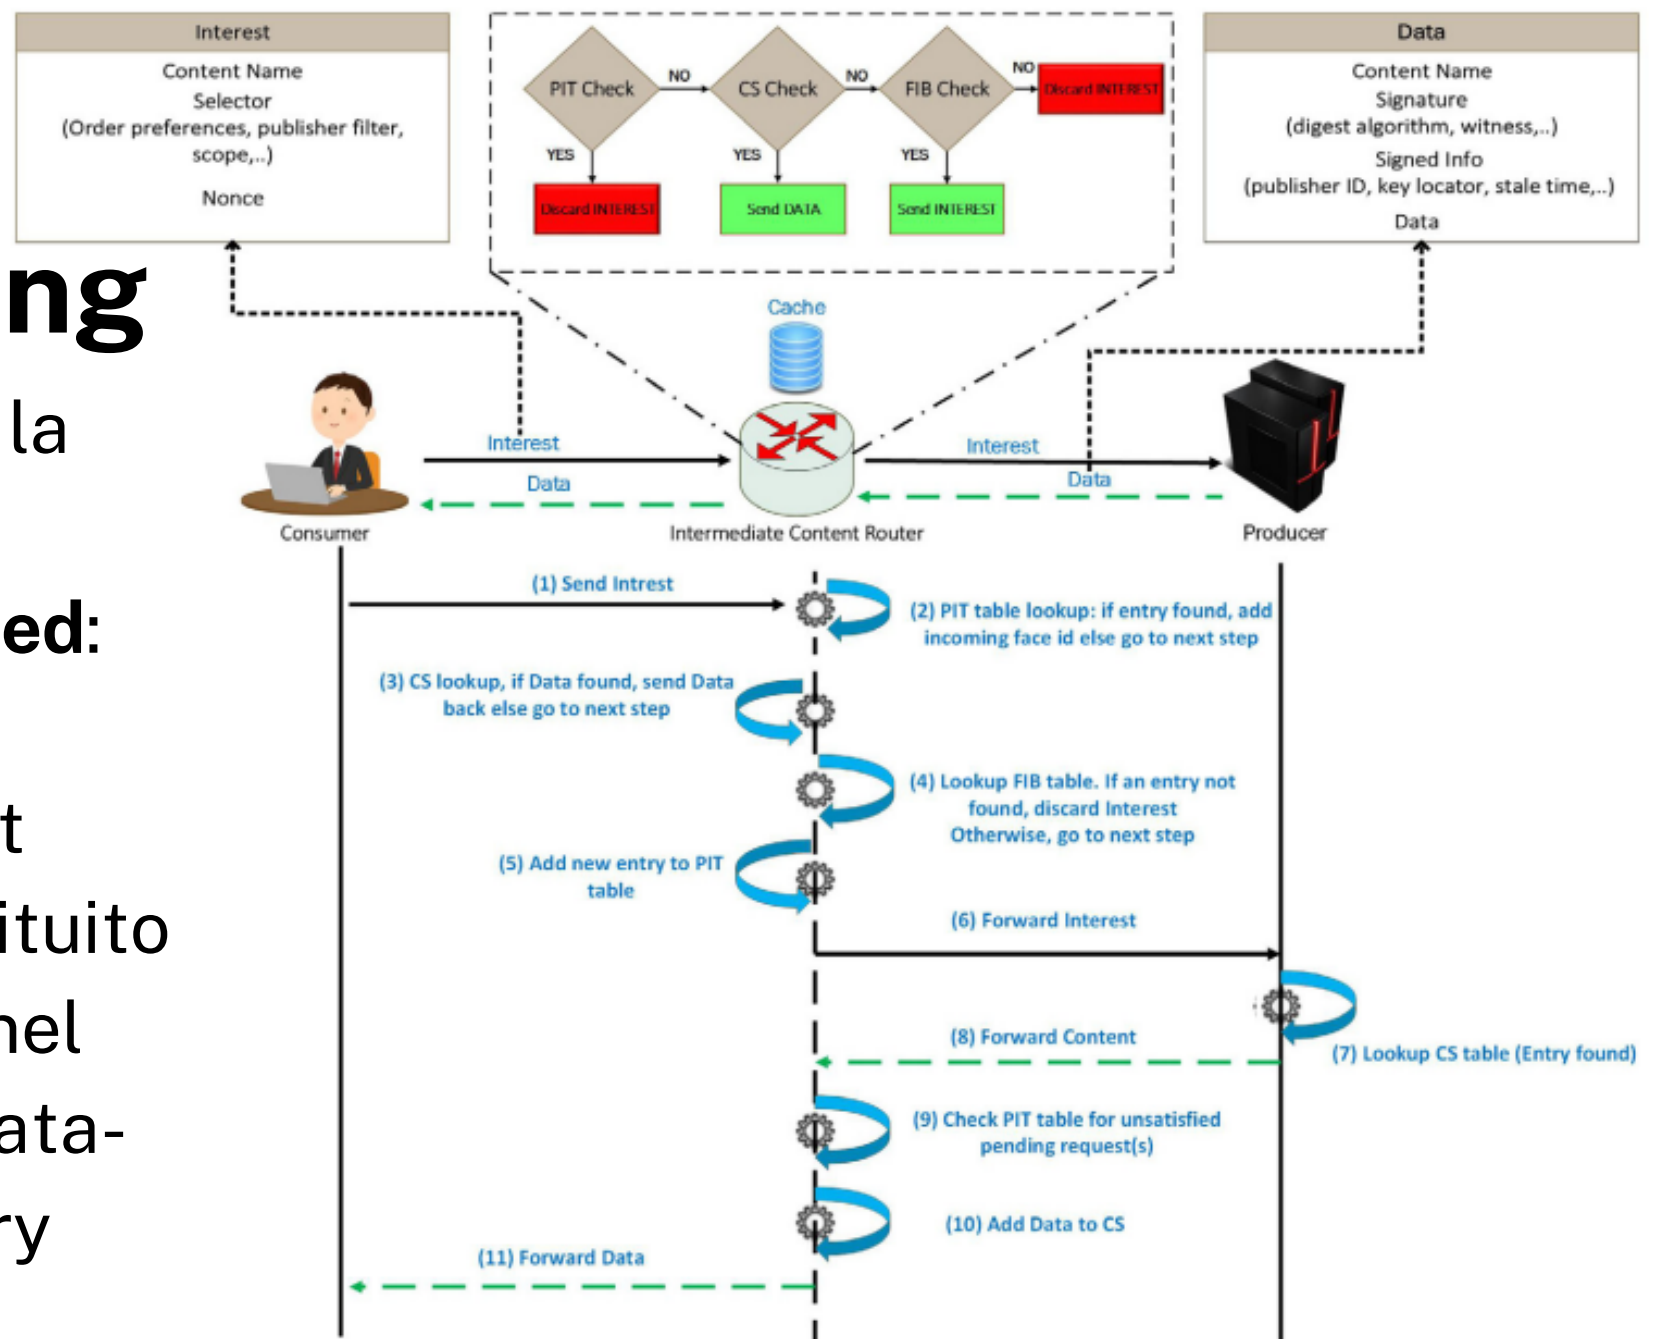 Interest
Content Name
Selector
(Order preferences, publisher filter,
scope,..)
Nonce
PIT Check
NO
CS Check
NO
FIB Check
NO
Discard INTEREST
YES
YES
YES
Discard INTEREST
Send DATA
Send INTEREST
Data
Content Name
Signature
(digest algorithm, witness,..)
Signed Info
(publisher ID, key locator, stale time,..)
Data
ng
la
ed:
t
ituito
nel
ata-
ry
Cache
Interest
Data
Interest
Data
Consumer
Intermediate Content Router
Producer
(1) Send Intrest
(2) PIT table lookup: if entry found, add
incoming face id else go to next step
(3) CS lookup, if Data found, send Data
back else go to next step
(4) Lookup FIB table. If an entry not
found, discard Interest
Otherwise, go to next step
(5) Add new entry to PIT
table
(6) Forward Interest
(7) Lookup CS table (Entry found)
(8) Forward Content
(9) Check PIT table for unsatisfied
pending request(s)
(10) Add Data to CS
(11) Forward Data